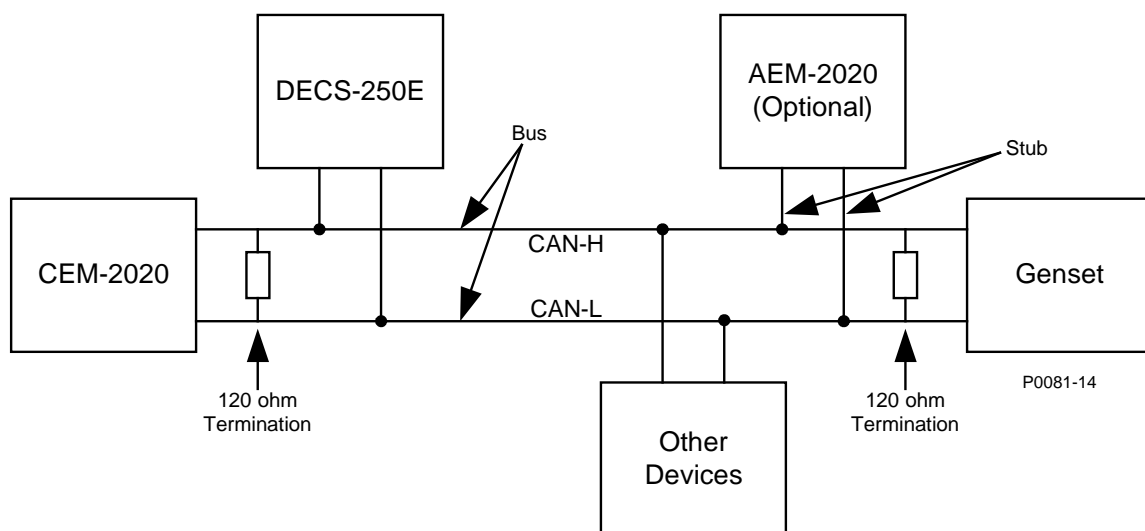 DECS-250E
AEM-2020
(Optional)
Bus
Stub
CEM-2020
CAN-H
CAN-L
Genset
P0081-14
120 ohm
Termination
120 ohm
Termination
Other
Devices